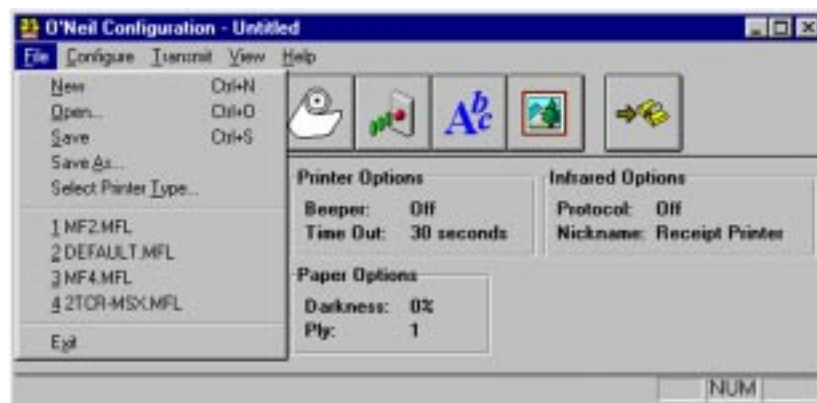 O'Neil Configuration - Untitled
File Configure Transmit View Help
New Ctrl+N
Open... Ctrl+O
Save Ctrl+S
Save As...
Select Printer Type...
1 MF2.MFL
2 DEFAULT.MFL
3 MF4.MFL
4 2TCR-MSX.MFL
Exit
Abc
Printer Options
Beeper: Off
Time Out: 30 seconds
Infrared Options
Protocol: Off
Nickname: Receipt Printer
Paper Options
Darkness: 0%
Ply: 1
NUM